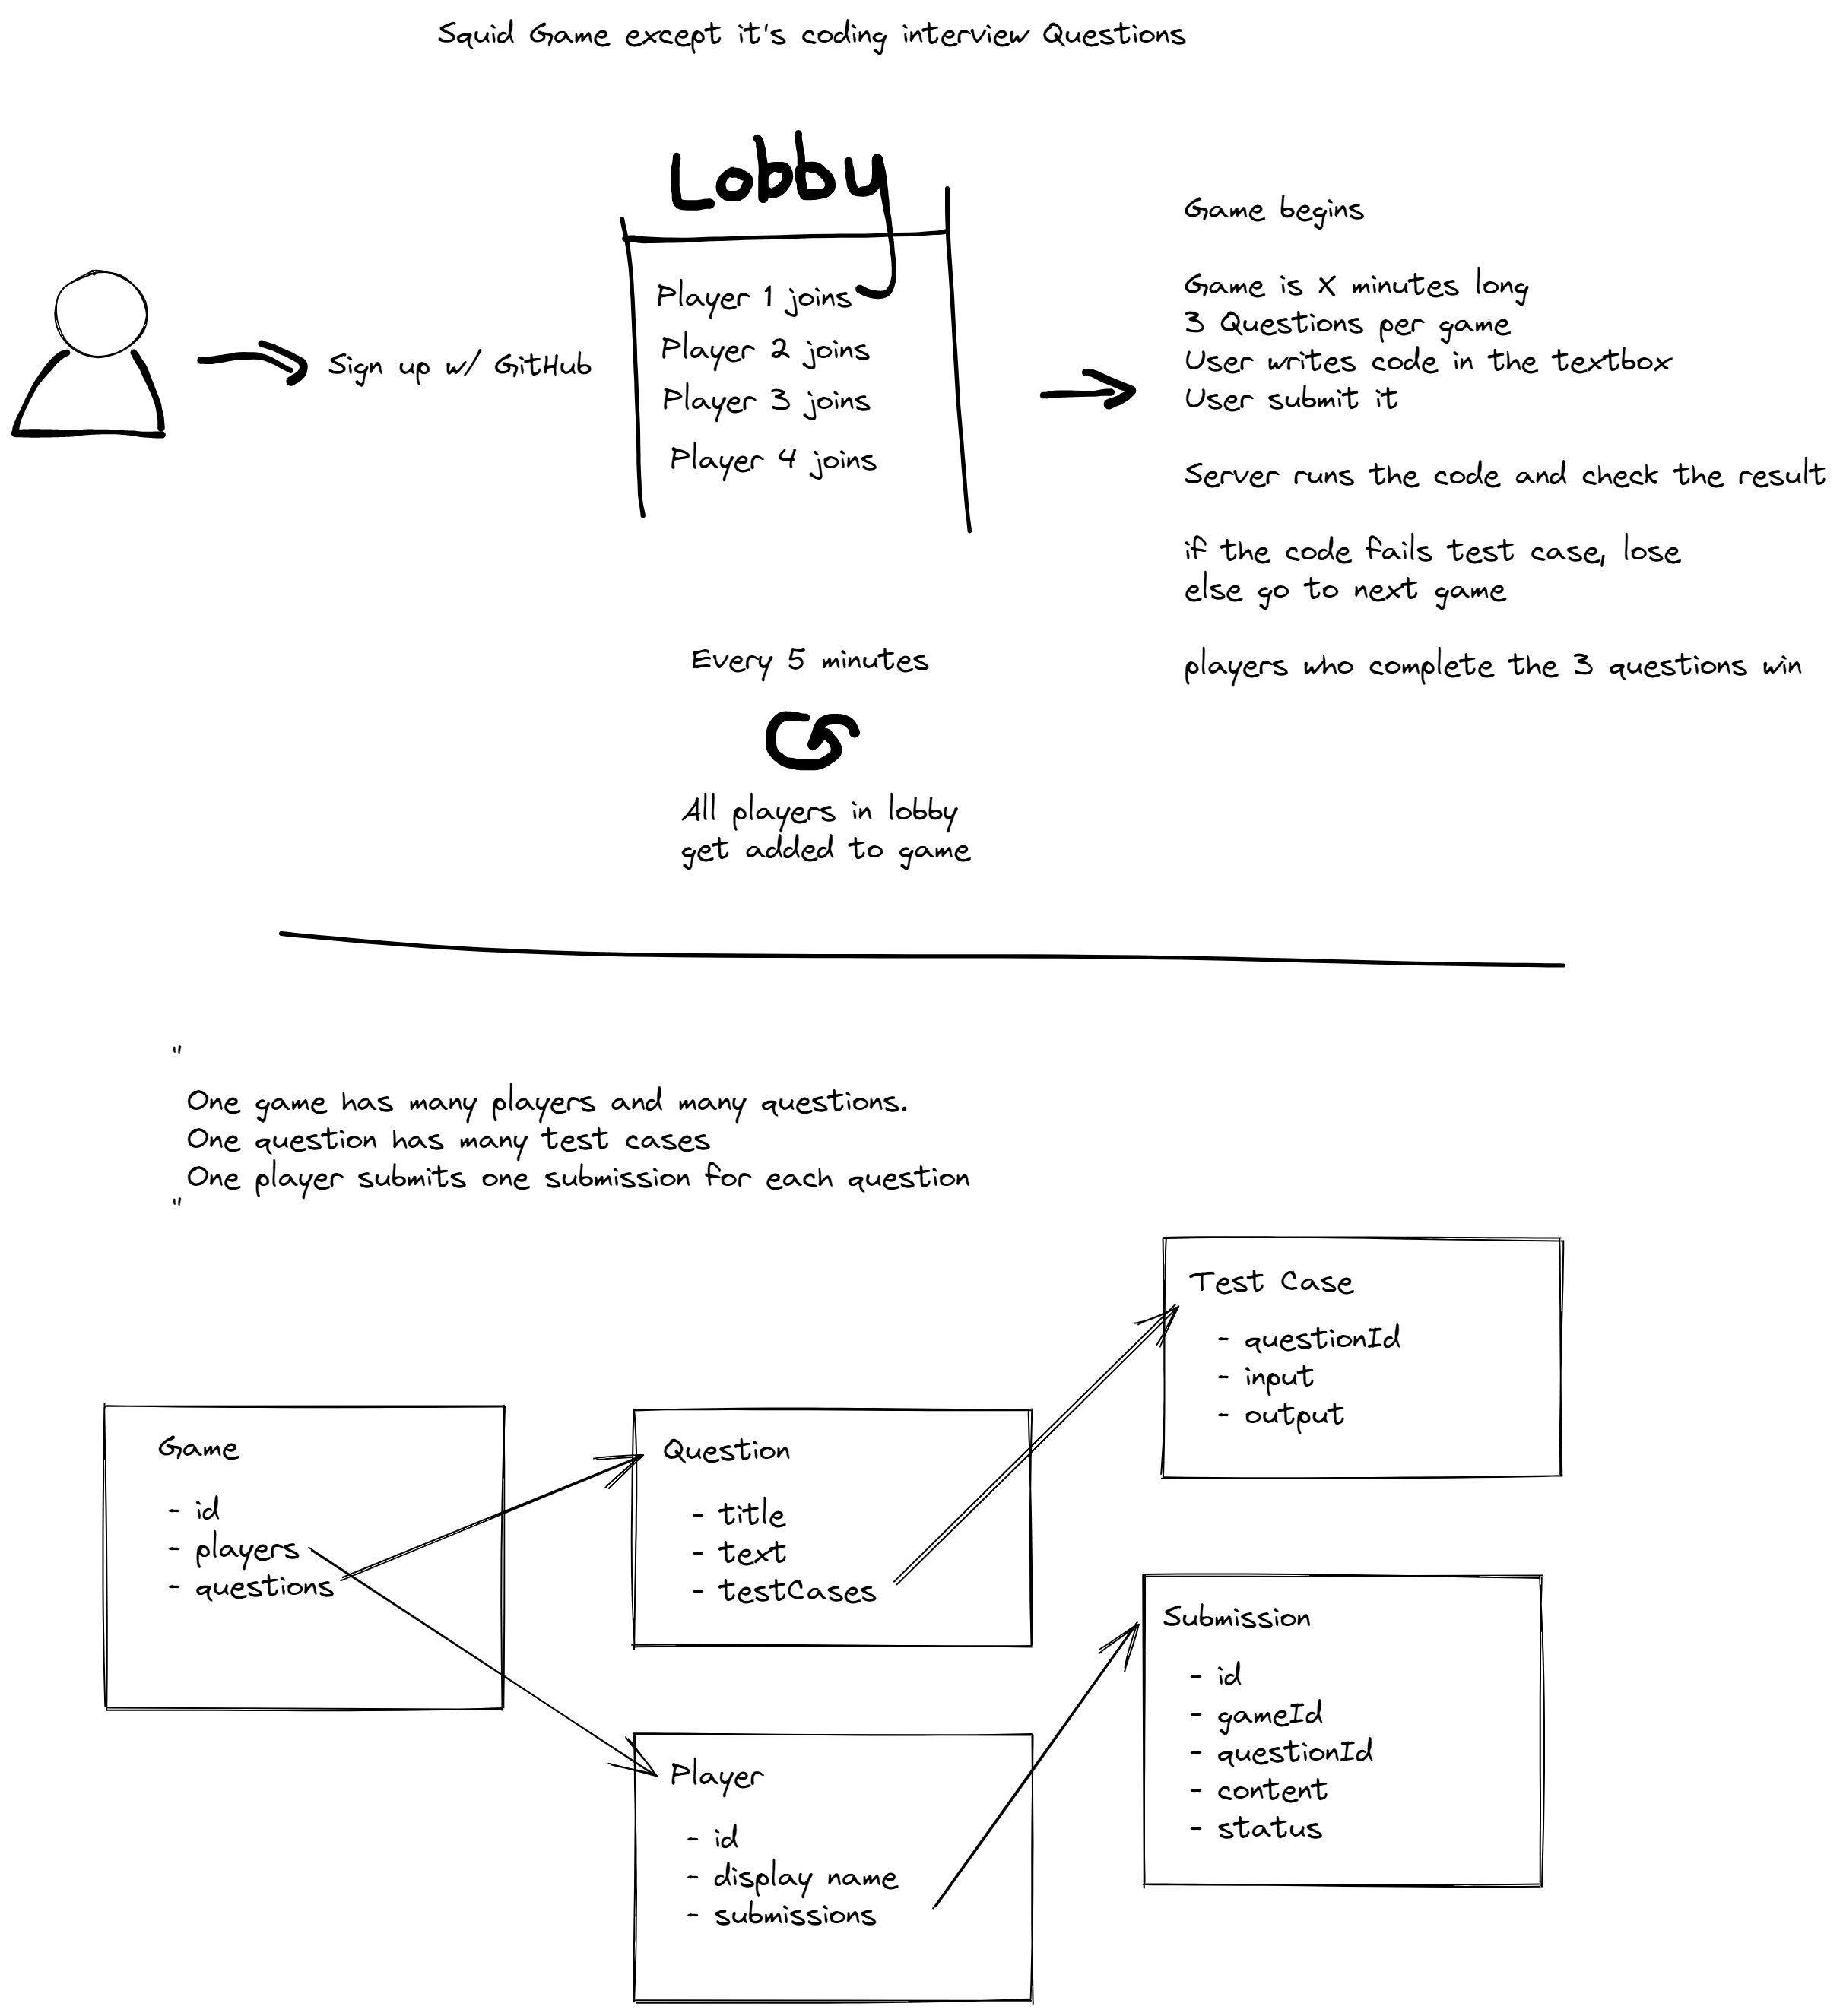 Squid Game except it's coding interview Questions
Lobby
Sign up w/ GitHub
Player 1 joins
Player 2 joins
Player 3 joins
Player 4 joins
Game begins
Game is X minutes long
3 Questions per game
User writes code in the textbox
User submit it
Server runs the code and check the result
if the code fails test case, lose
else go to next game
players who complete the 3 questions win
Every 5 minutes
All players in lobby
get added to game
"
One game has many players and many questions.
One question has many test cases
One player submits one submission for each question
"
Game
- id
- players
- questions
Question
- title
- text
- testCases
Test Case
- questionId
- input
- output
Player
- id
- display name
- submissions
Submission
- id
- gameId
- questionId
- content
- status